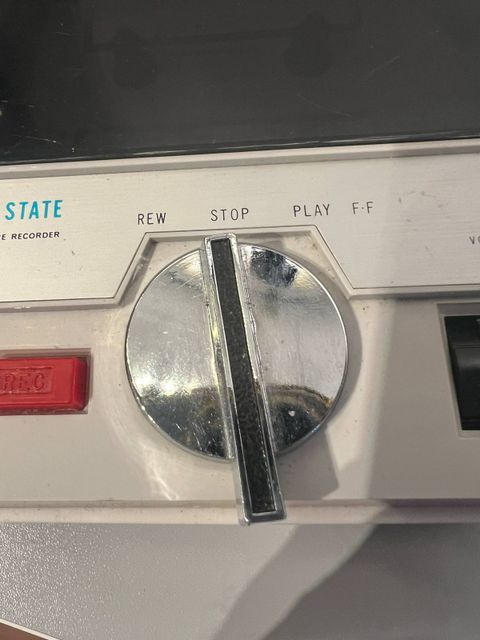 STATE
RECORDER
REW STOP PLAY F·F
REC